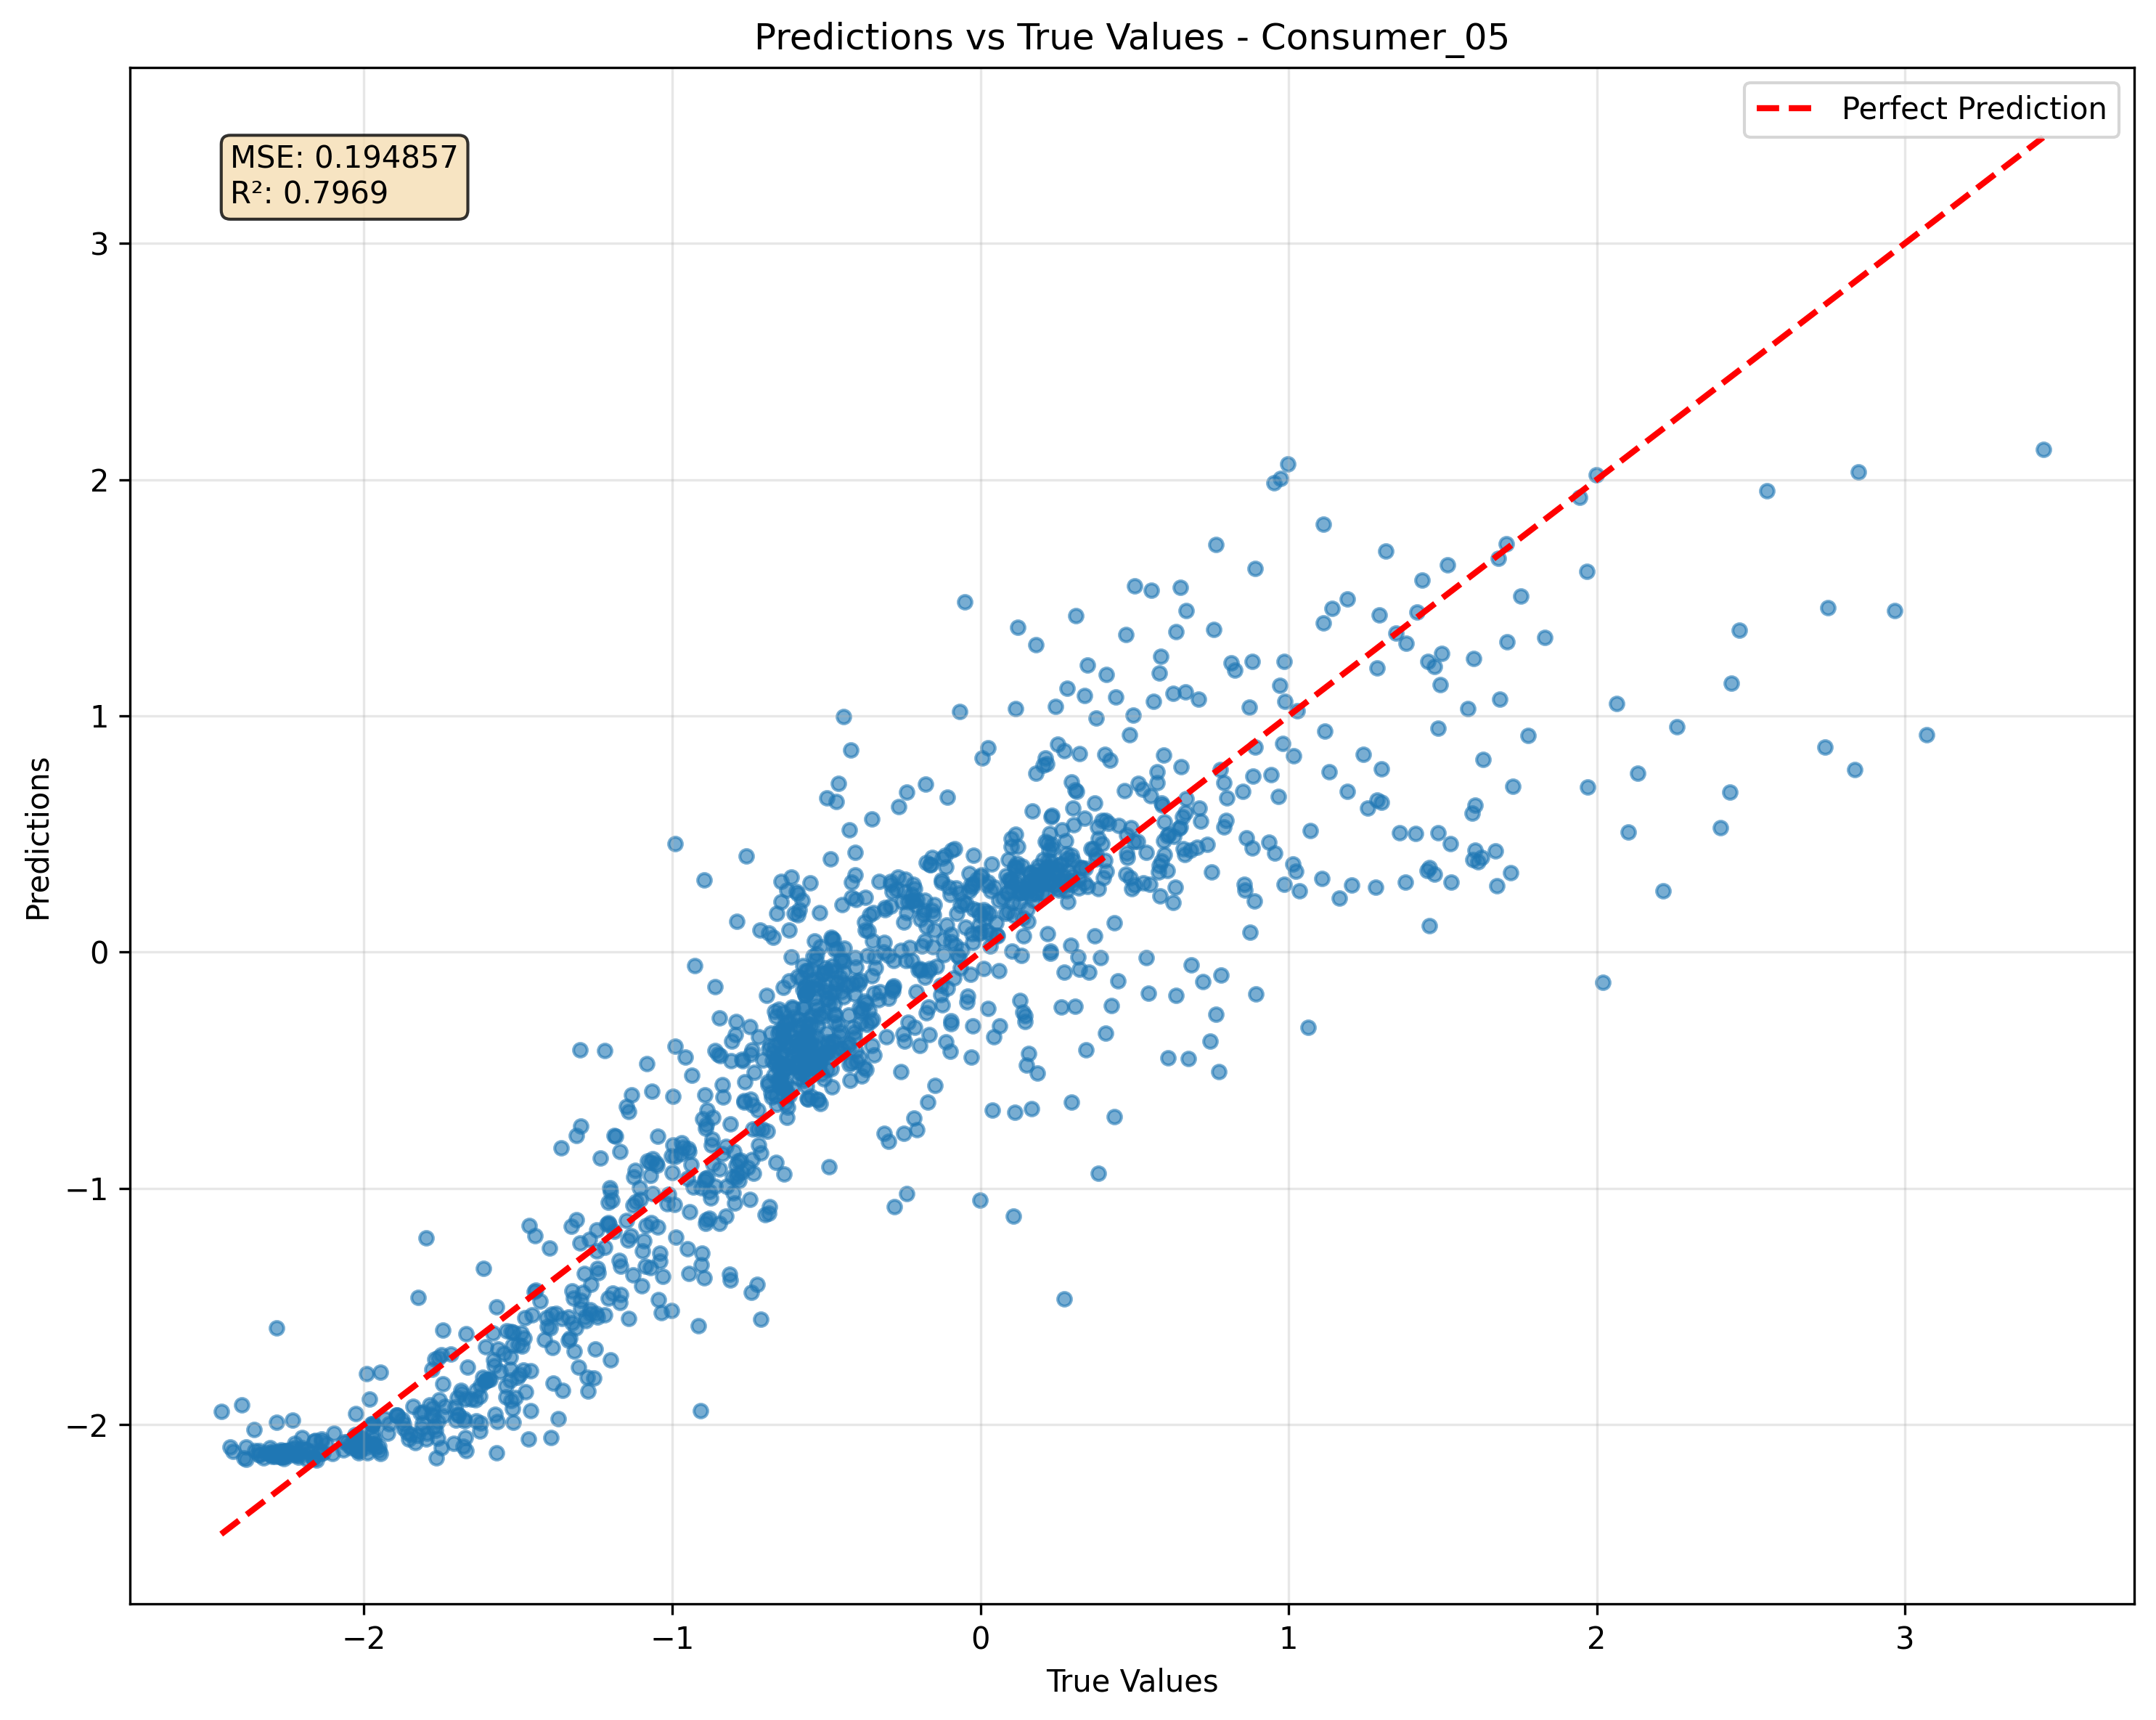 Predictions vs True Values - Consumer_05
Perfect Prediction
MSE: 0.194857
R²: 0.7969
3
2
1
0
−1
−2
Predictions
−2 −1 0 1 2 3
True Values